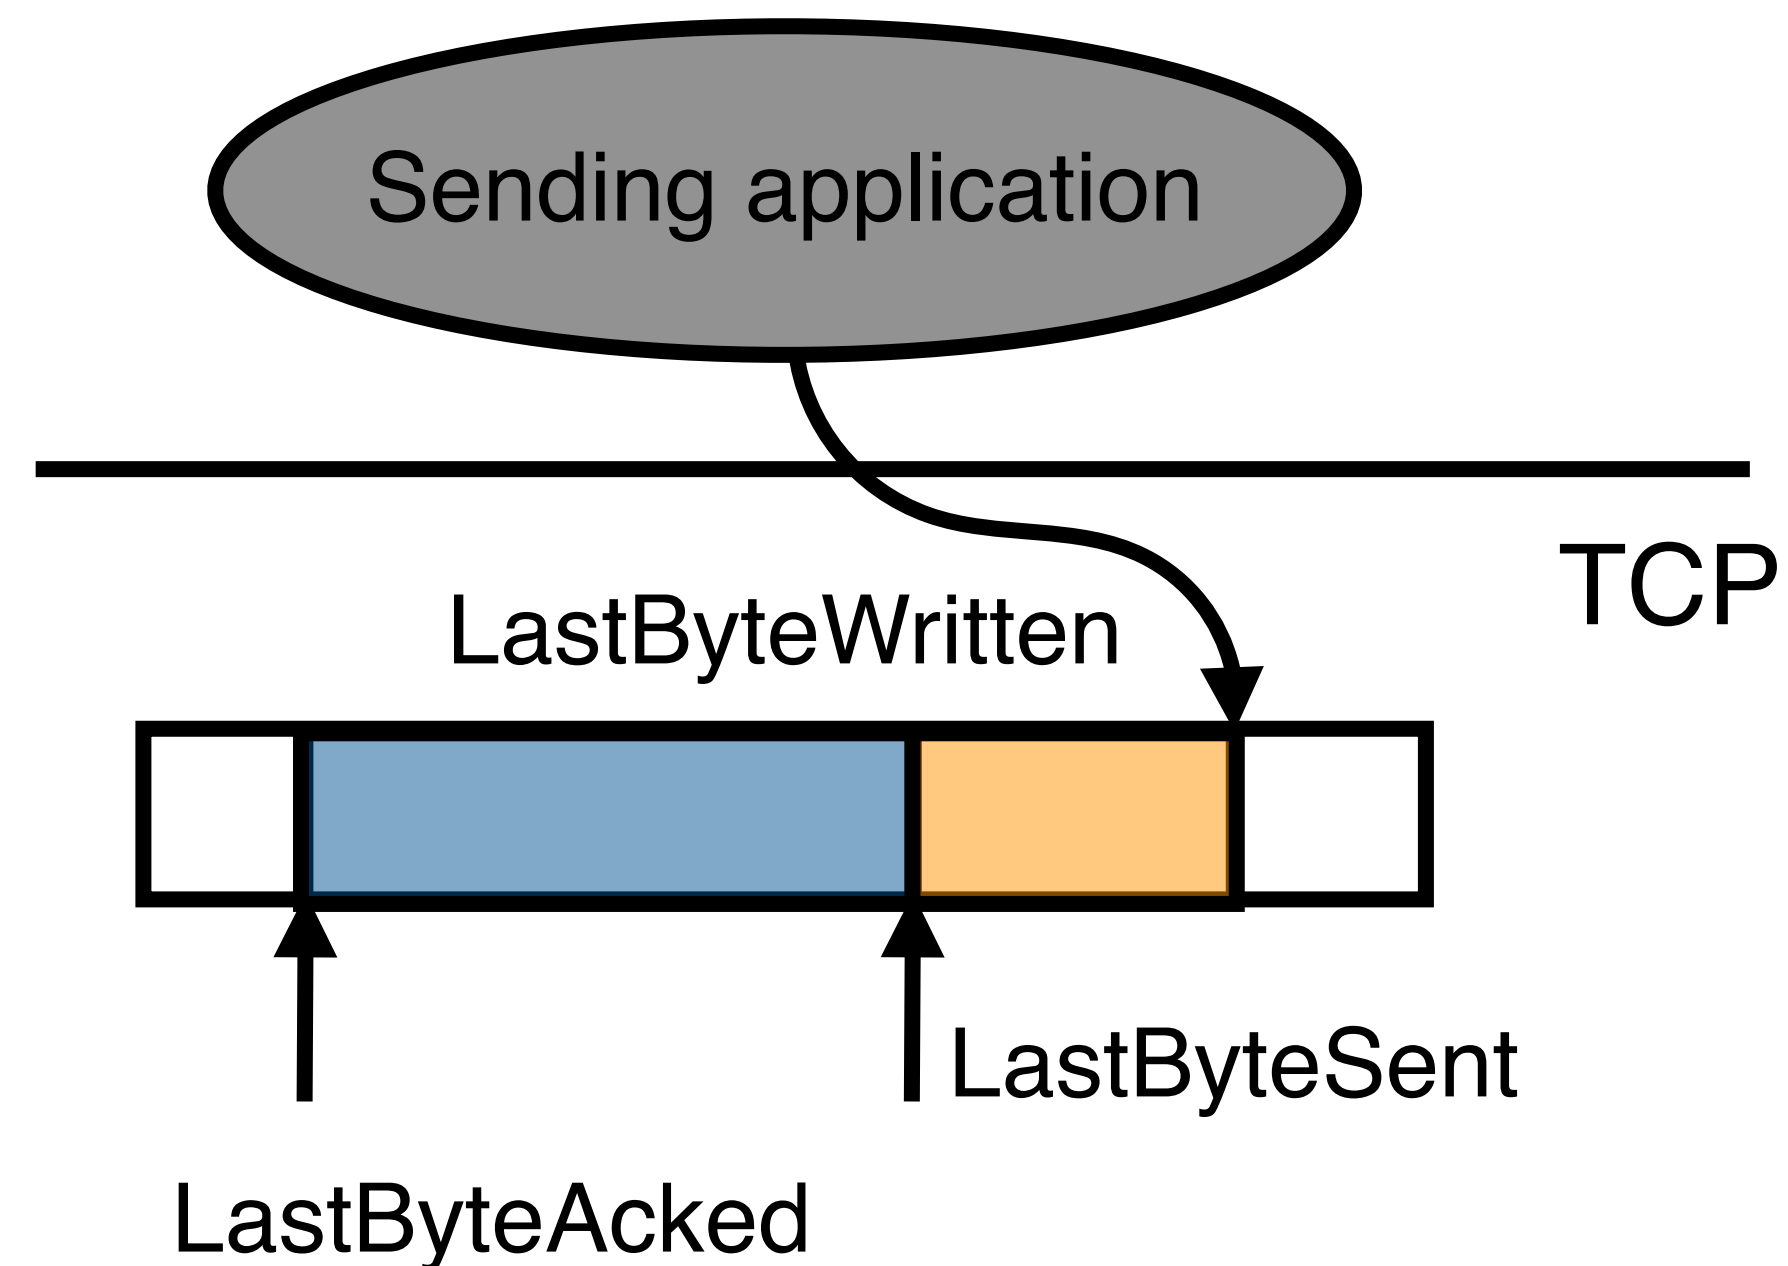 Sending application
TCP
LastByteWritten
LastByteSent
LastByteAcked